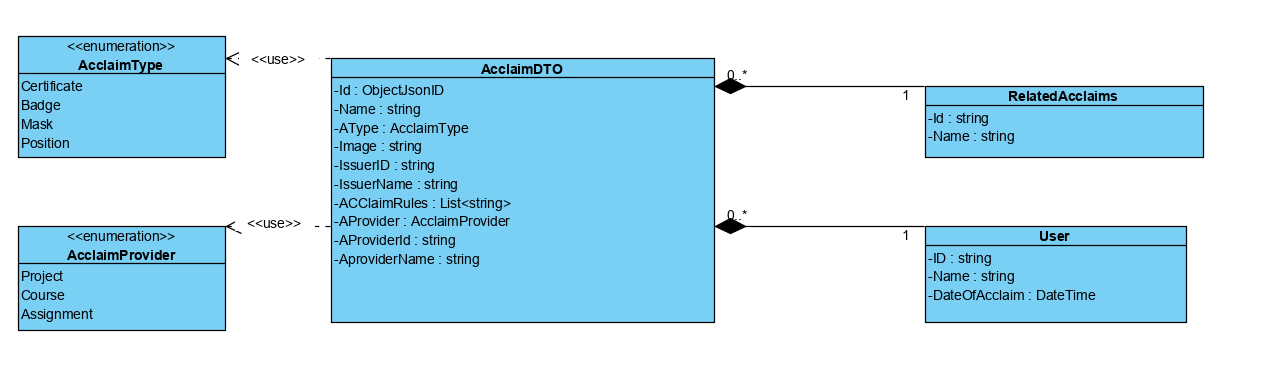 <<enumeration>>
AcclaimType
Certificate
Badge
Mask
Position
<<use>>
AcclaimDTO
-Id : ObjectJsonID
-Name : string
-AType : AcclaimType
-Image : string
-IssuerID : string
-IssuerName : string
-ACClaimRules : List<string>
-AProvider : AcclaimProvider
-AProviderId : string
-AproviderName : string
0..*
1
RelatedAcclaims
-Id : string
-Name : string
<<enumeration>>
AcclaimProvider
Project
Course
Assignment
<<use>>
0..*
1
User
-ID : string
-Name : string
-DateOfAcclaim : DateTime